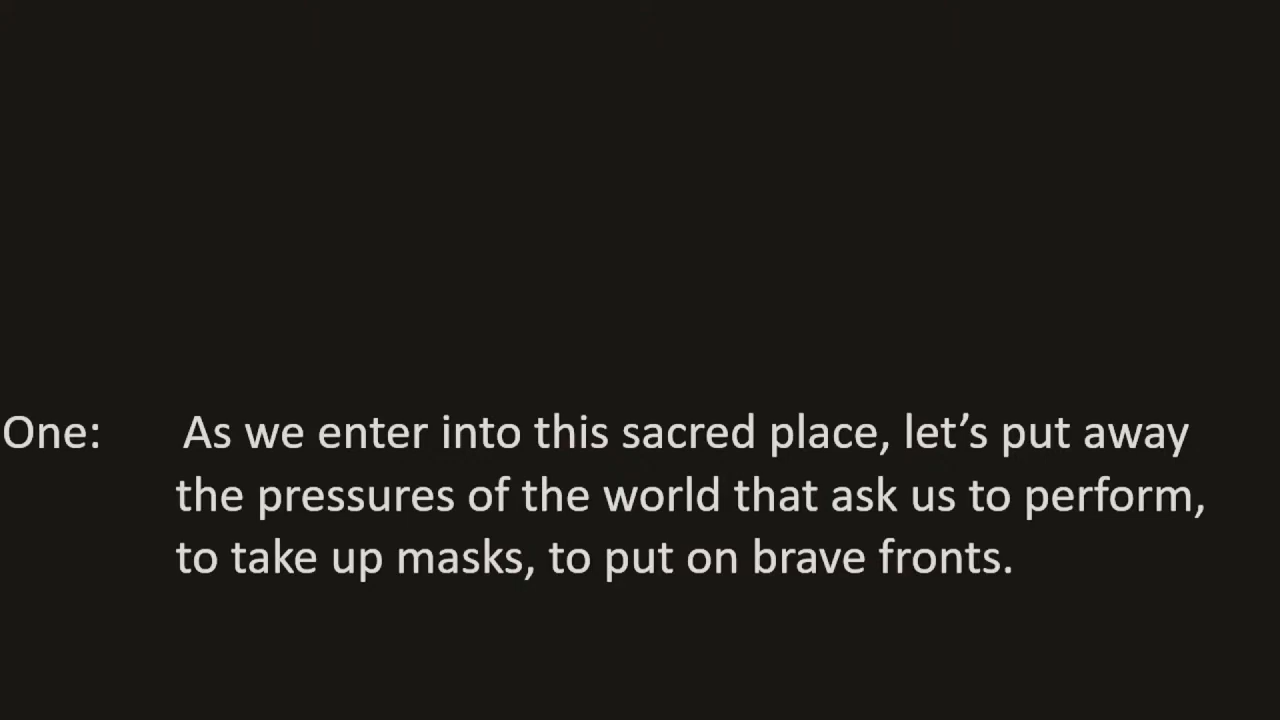 One: As we enter into this sacred place, let’s put away
the pressures of the world that ask us to perform,
to take up masks, to put on brave fronts.